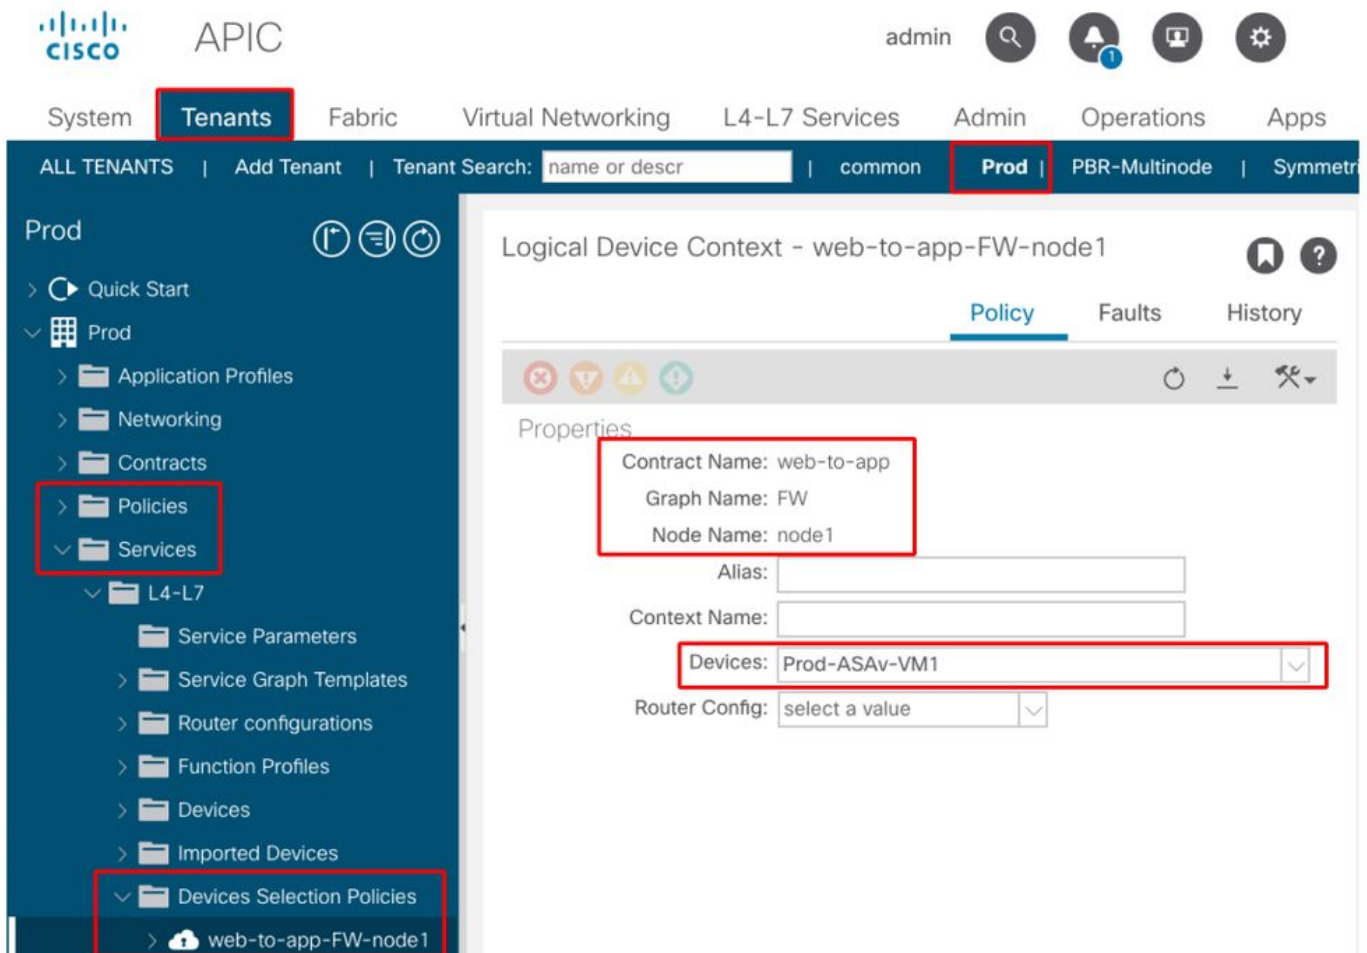 CISCO APIC admin 1
System Tenants Fabric Virtual Networking L4-L7 Services Admin Operations Apps
ALL TENANTS | Add Tenant | Tenant Search: name or descr | common Prod | PBR-Multinode | Symmetri
Prod
Quick Start
Prod
Application Profiles
Networking
Contracts
Policies
Services
L4-L7
Service Parameters
Service Graph Templates
Router configurations
Function Profiles
Devices
Imported Devices
Devices Selection Policies
web-to-app-FW-node1
Logical Device Context - web-to-app-FW-node1
Policy Faults History
Properties
Contract Name: web-to-app
Graph Name: FW
Node Name: node1
Alias:
Context Name:
Devices: Prod-ASAv-VM1
Router Config: select a value